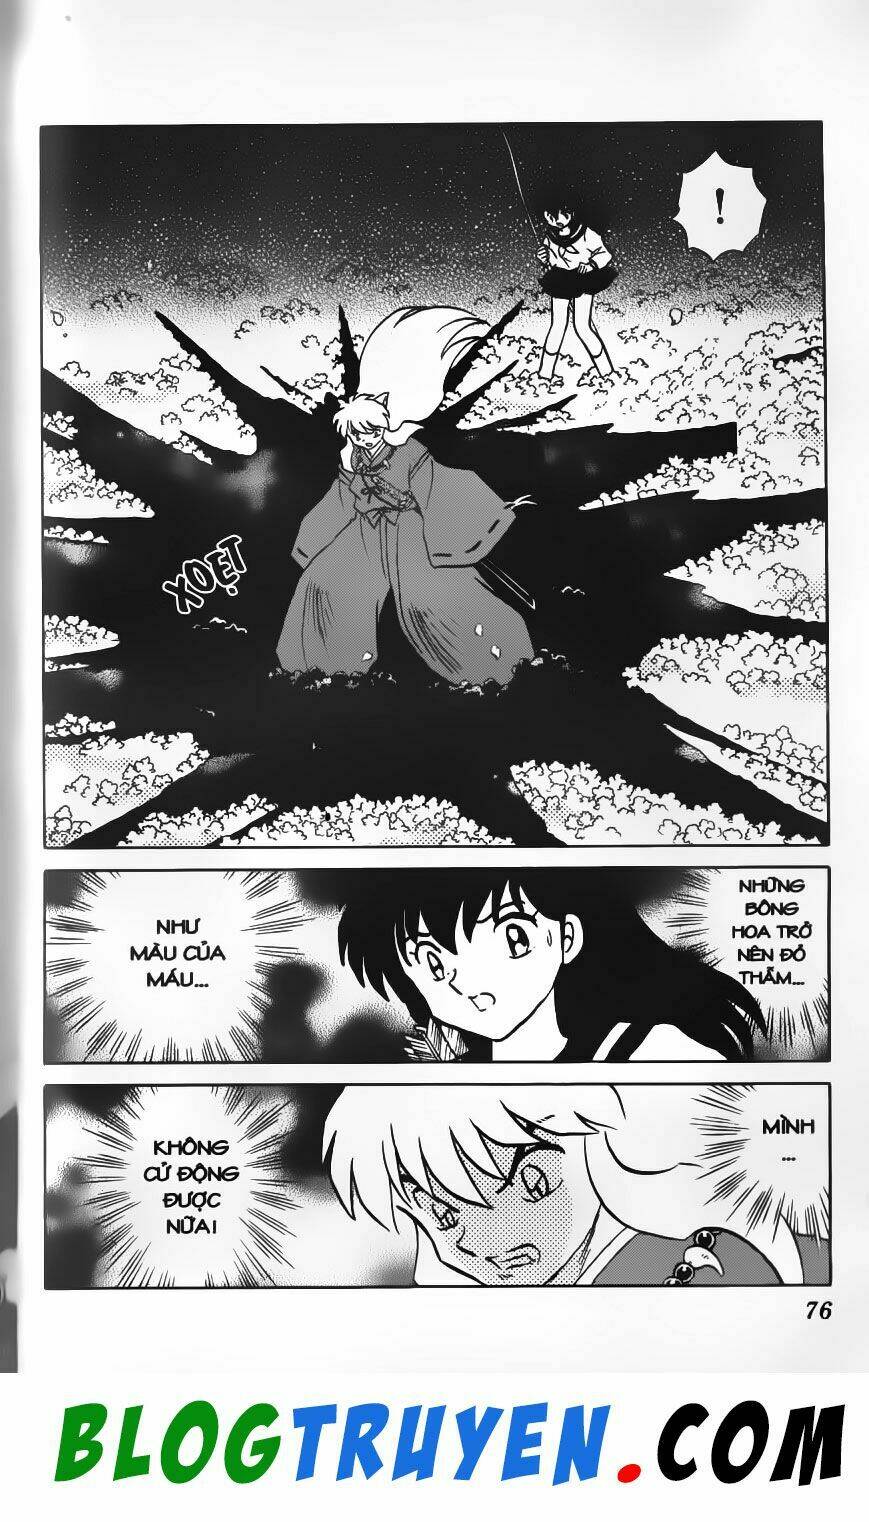 !
XOẸT
NHỮNG
BÔNG
HOA TRỞ
NÊN ĐỎ
THẪM...
NHƯ
MÀU CỦA
MÁU...
MÌNH
...
KHÔNG
CỬ ĐỘNG
ĐƯỢC
NỮA!
76
BLOGTRUYEN.COM